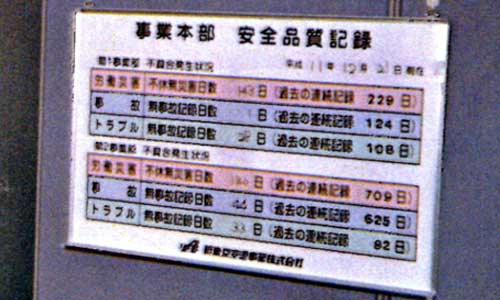 事業本部 安全品質記録
第1事業部 不具合発生状況 平成 11年 12月 21日現在
労働災害 不休無災害日数 143日 (過去の連続記録 229日)
事故 無事故記録日数 日 (過去の連続記録 124日)
トラブル 無事故記録日数 日 (過去の連続記録 108日)
第2事業部 不具合発生状況
労働災害 不休無災害日数 日 (過去の連続記録 709日)
事故 無事故記録日数 44日 (過去の連続記録 625日)
トラブル 無事故記録日数 33日 (過去の連続記録 82日)
株式会社